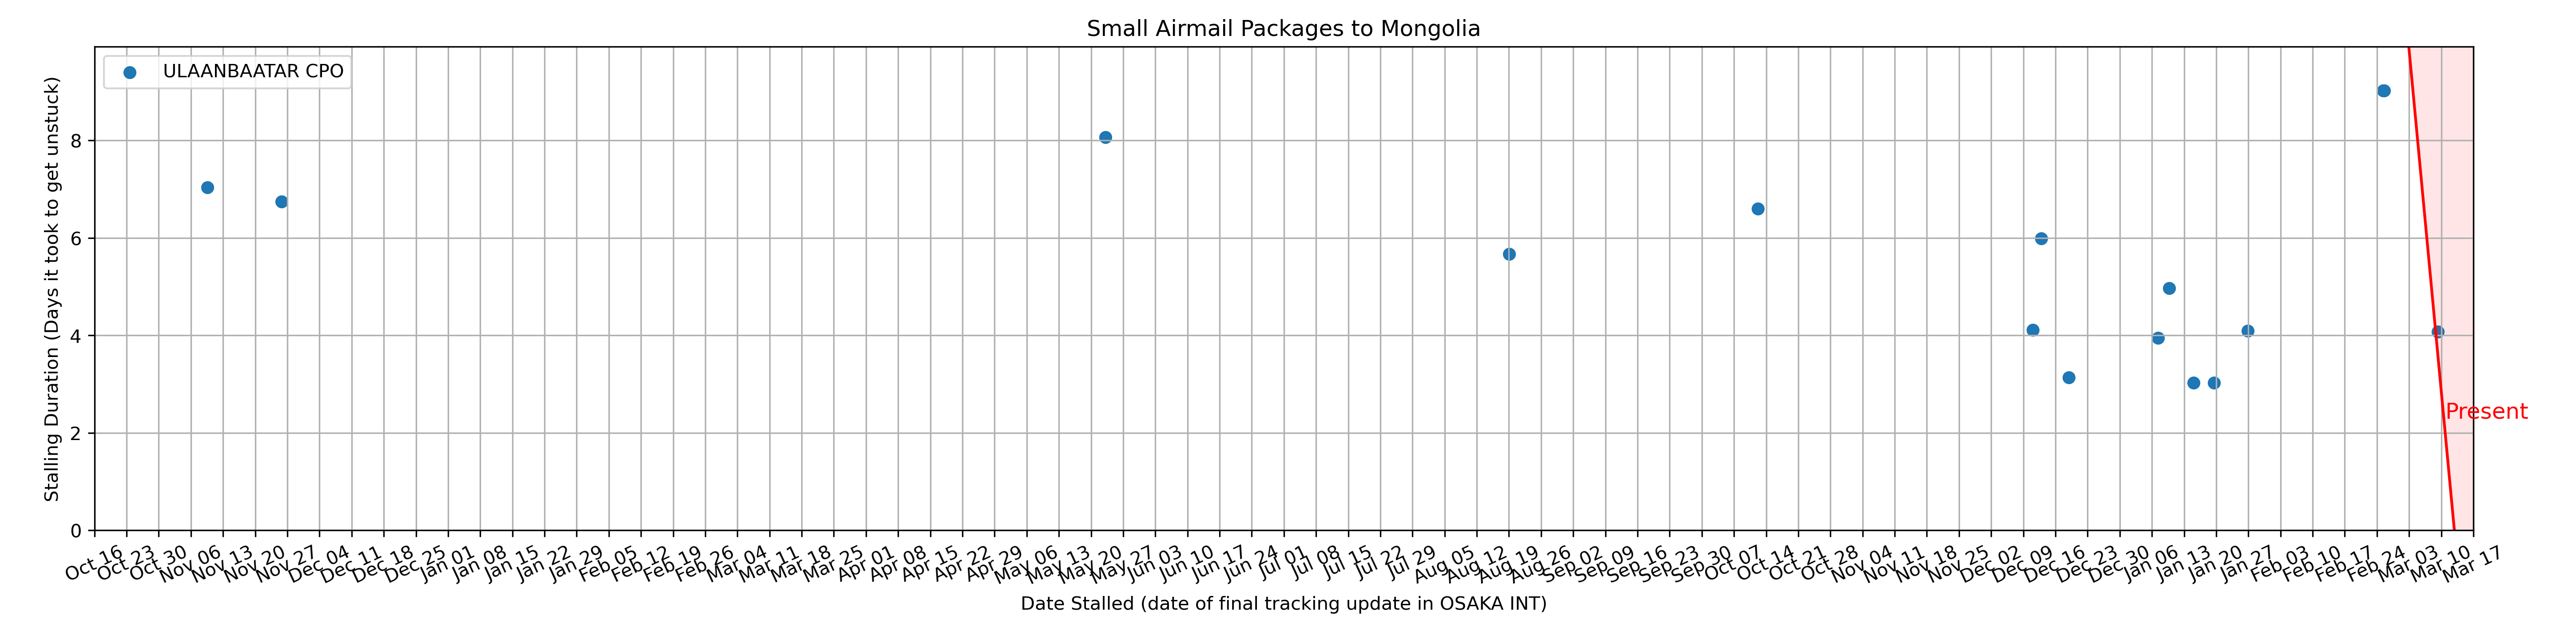 Small Airmail Packages to Mongolia
ULAANBAATAR CPO
Stalling Duration (Days it took to get unstuck)
8
6
4
2
0
Present
Oct 16
Oct 23
Oct 30
Nov 06
Nov 13
Nov 20
Nov 27
Dec 04
Dec 11
Dec 18
Dec 25
Jan 01
Jan 08
Jan 15
Jan 22
Jan 29
Feb 05
Feb 12
Feb 19
Feb 26
Mar 04
Mar 11
Mar 18
Mar 25
Apr 01
Apr 08
Apr 15
Apr 22
Apr 29
May 06
May 13
May 20
May 27
Jun 03
Jun 10
Jun 17
Jun 24
Jul 01
Jul 08
Jul 15
Jul 22
Jul 29
Aug 05
Aug 12
Aug 19
Aug 26
Sep 02
Sep 09
Sep 16
Sep 23
Sep 30
Oct 07
Oct 14
Oct 21
Oct 28
Nov 04
Nov 11
Nov 18
Nov 25
Dec 02
Dec 09
Dec 16
Dec 23
Dec 30
Jan 06
Jan 13
Jan 20
Jan 27
Feb 03
Feb 10
Feb 17
Feb 24
Mar 03
Mar 10
Mar 17
Date Stalled (date of final tracking update in OSAKA INT)